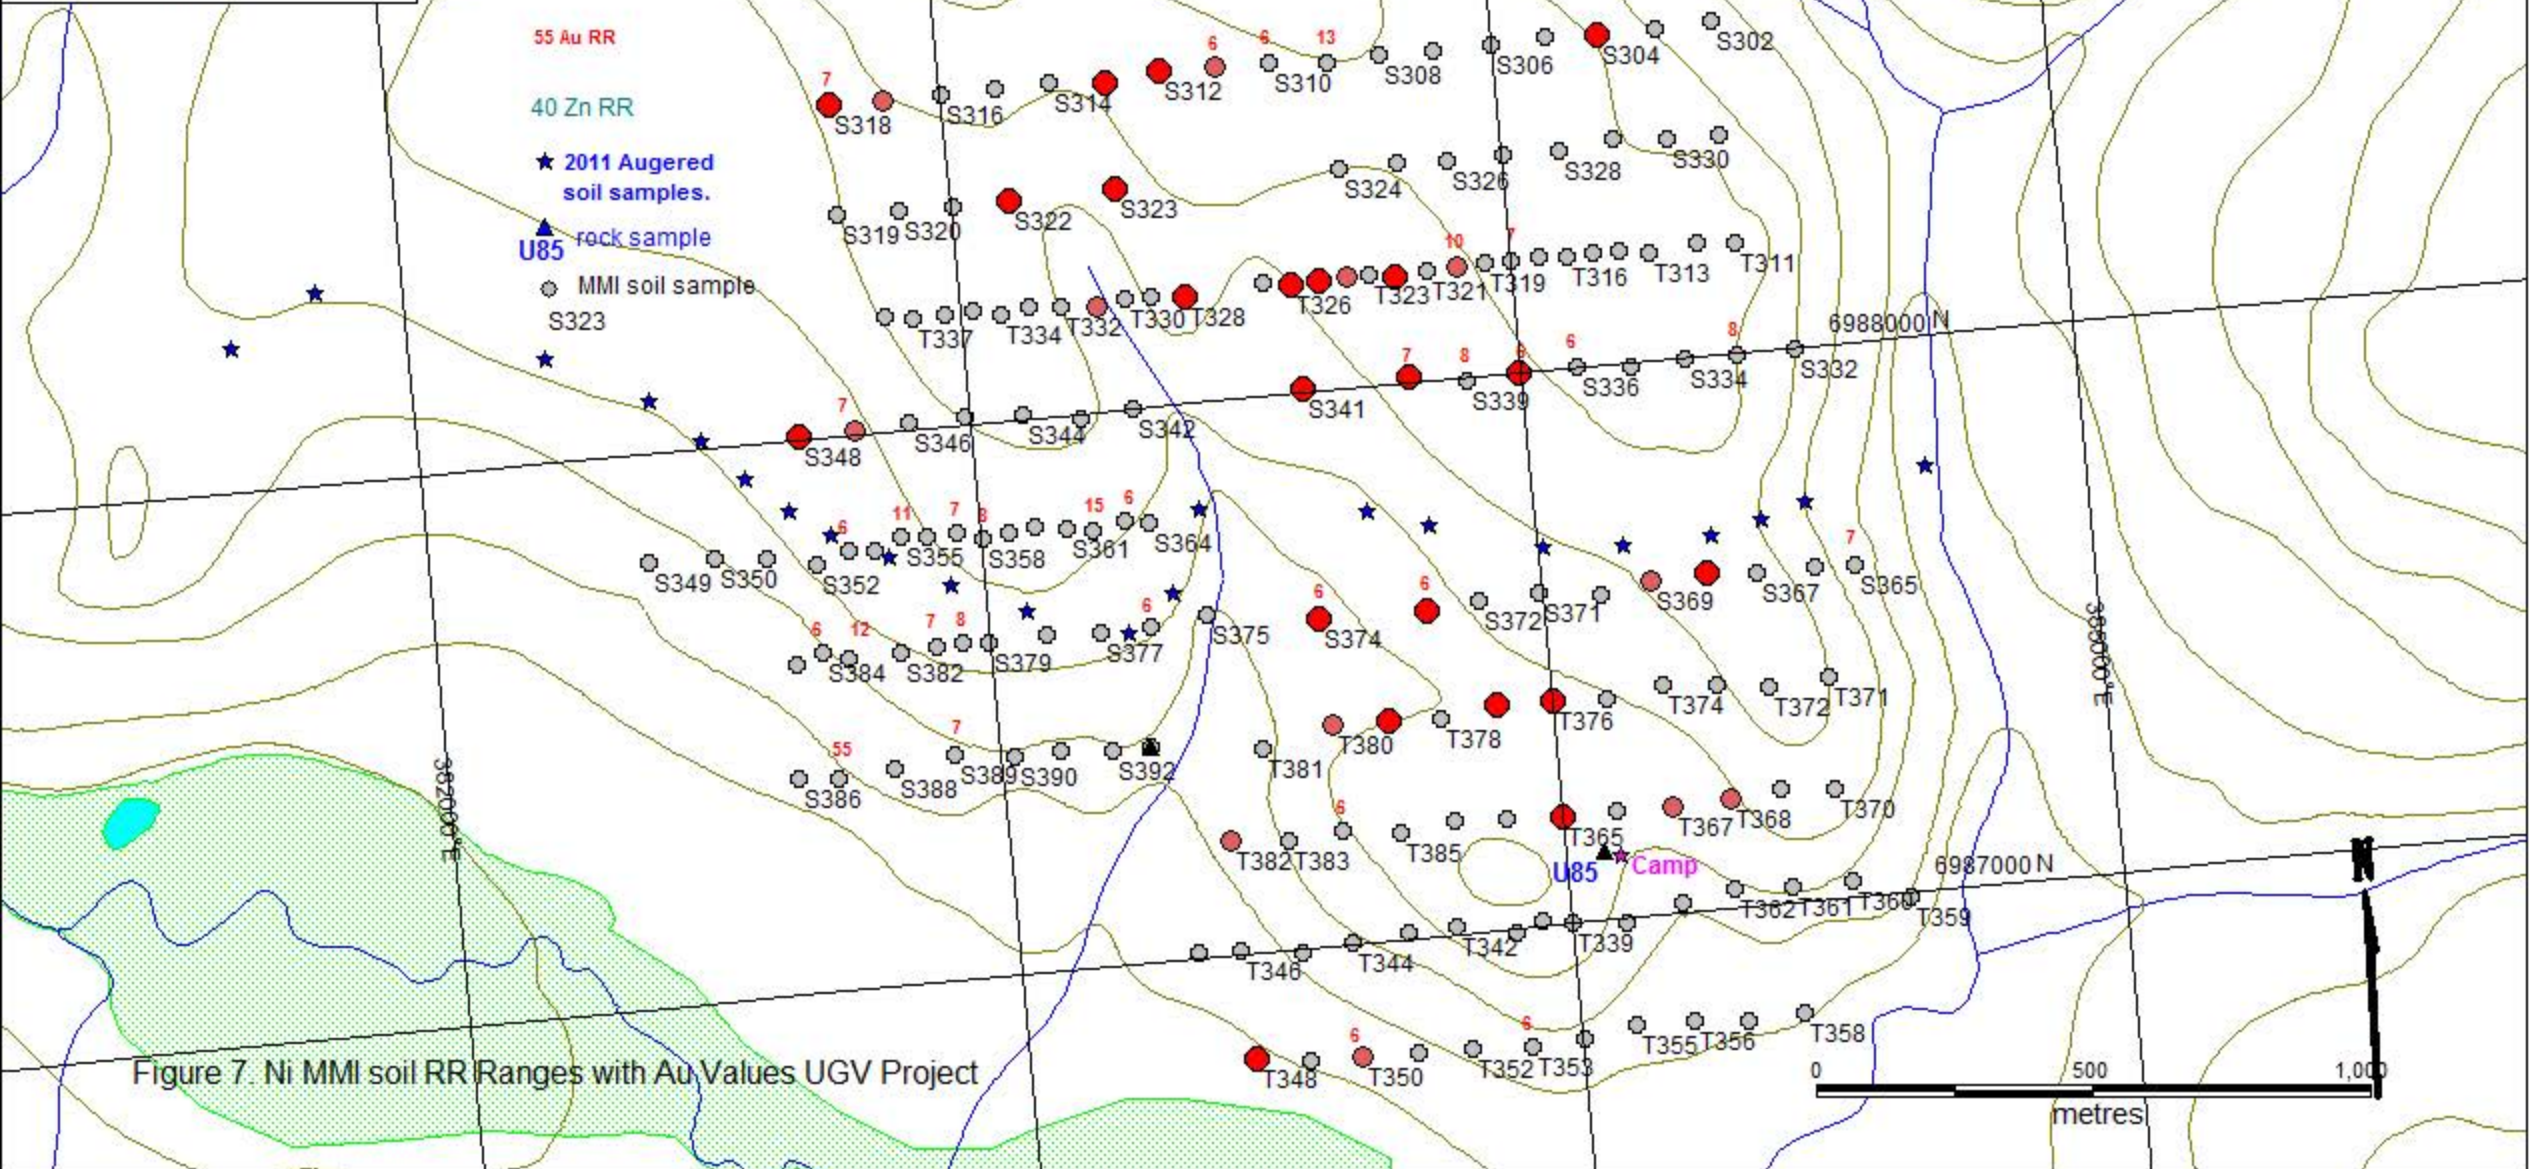 55 Au RR
40 Zn RR
2011 Augered
soil samples.
U85 rock sample
MMI soil sample
S323
6 6 13
7
S318 S316 S314 S312 S310 S308 S306 S304 S302
S319 S320 S322 S323 S324 S326 S328 S330
10 7
T337 T334 T332 T330 T328 T326 T323 T321 T319 T316 T313 T311
6988000 N
7 7 8 6 8
S348 S346 S344 S342 S341 S339 S336 S334 S332
6 11 7 8 15 6
S349 S350 S352 S355 S358 S361 S364
7
6 6
S374 S372 S371 S369 S367 S365
6 12 7 8 6
S384 S382 S379 S377 S375
385000°E
T380 T378 T376 T374 T372 T371
55 7
S386 S388 S389 S390 S392 T381
382000°E
6
T382 T383 T385 T365 T367 T368 T370
U85 Camp
6987000 N
T346 T344 T342 T339 T362 T361 T360 T359
6 6
T348 T350 T352 T353 T355 T356 T358
Figure 7. Ni MMI soil RR Ranges with Au Values UGV Project
N
0 500 1,000
metres